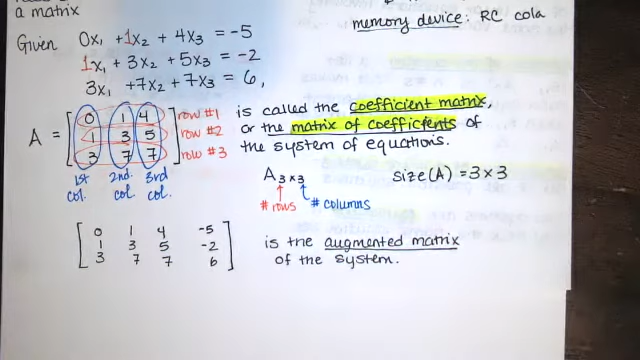 a matrix
memory device: RC cola
Given 0x₁ + 1x₂ + 4x₃ = -5
1x₁ + 3x₂ + 5x₃ = -2
3x₁ + 7x₂ + 7x₃ = 6,
A = [ 0 1 4 ] row #1
1 3 5 row #2
3 7 7 row #3
1st col. 2nd col. 3rd col.
is called the coefficient matrix,
or the matrix of coefficients of
the system of equations.
A 3×3 size(A) = 3×3
# rows # columns
[ 0 1 4 -5
1 3 5 -2
3 7 7 6 ]
is the augmented matrix
of the system.